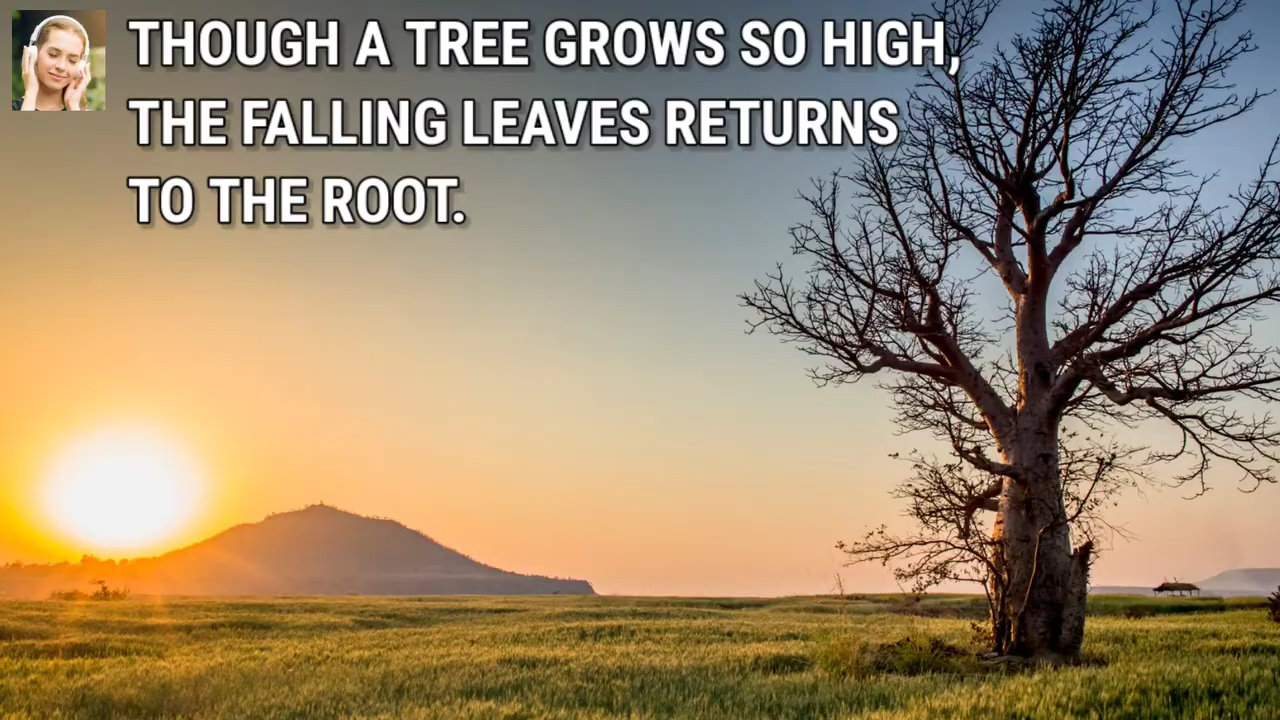 THOUGH A TREE GROWS SO HIGH,
THE FALLING LEAVES RETURNS
TO THE ROOT.